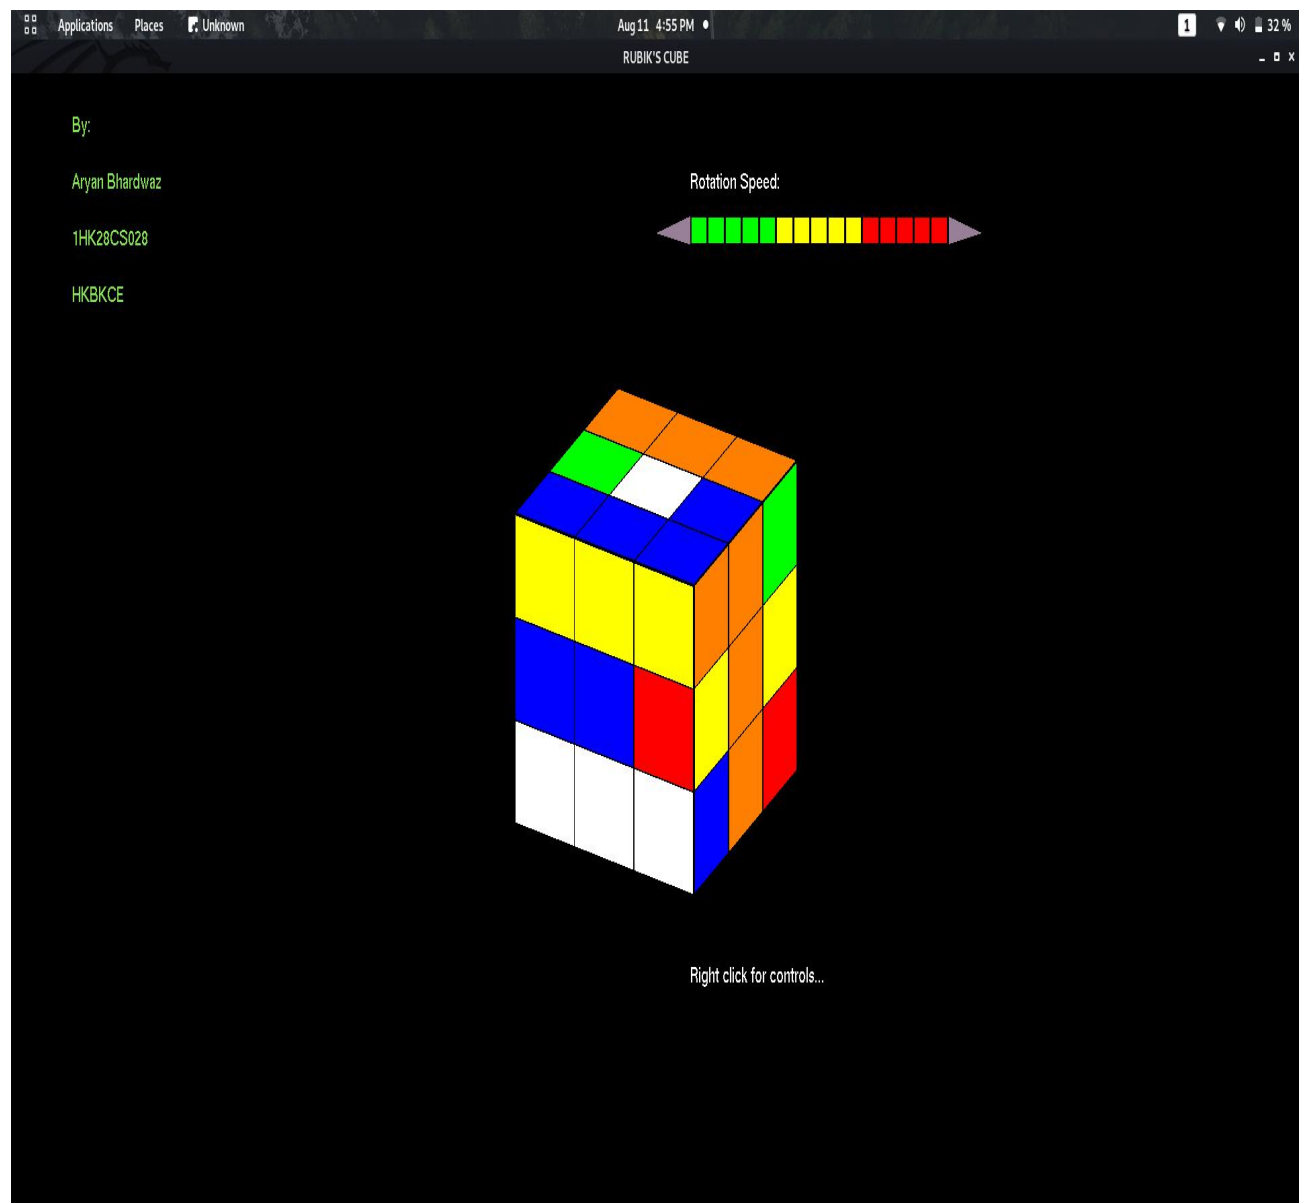 Applications Places Unknown Aug 11 4:55 PM 1 32 %
RUBIK'S CUBE
By:
Aryan Bhardwaz
Rotation Speed:
1HK28CS028
HKBKCE
Right click for controls...